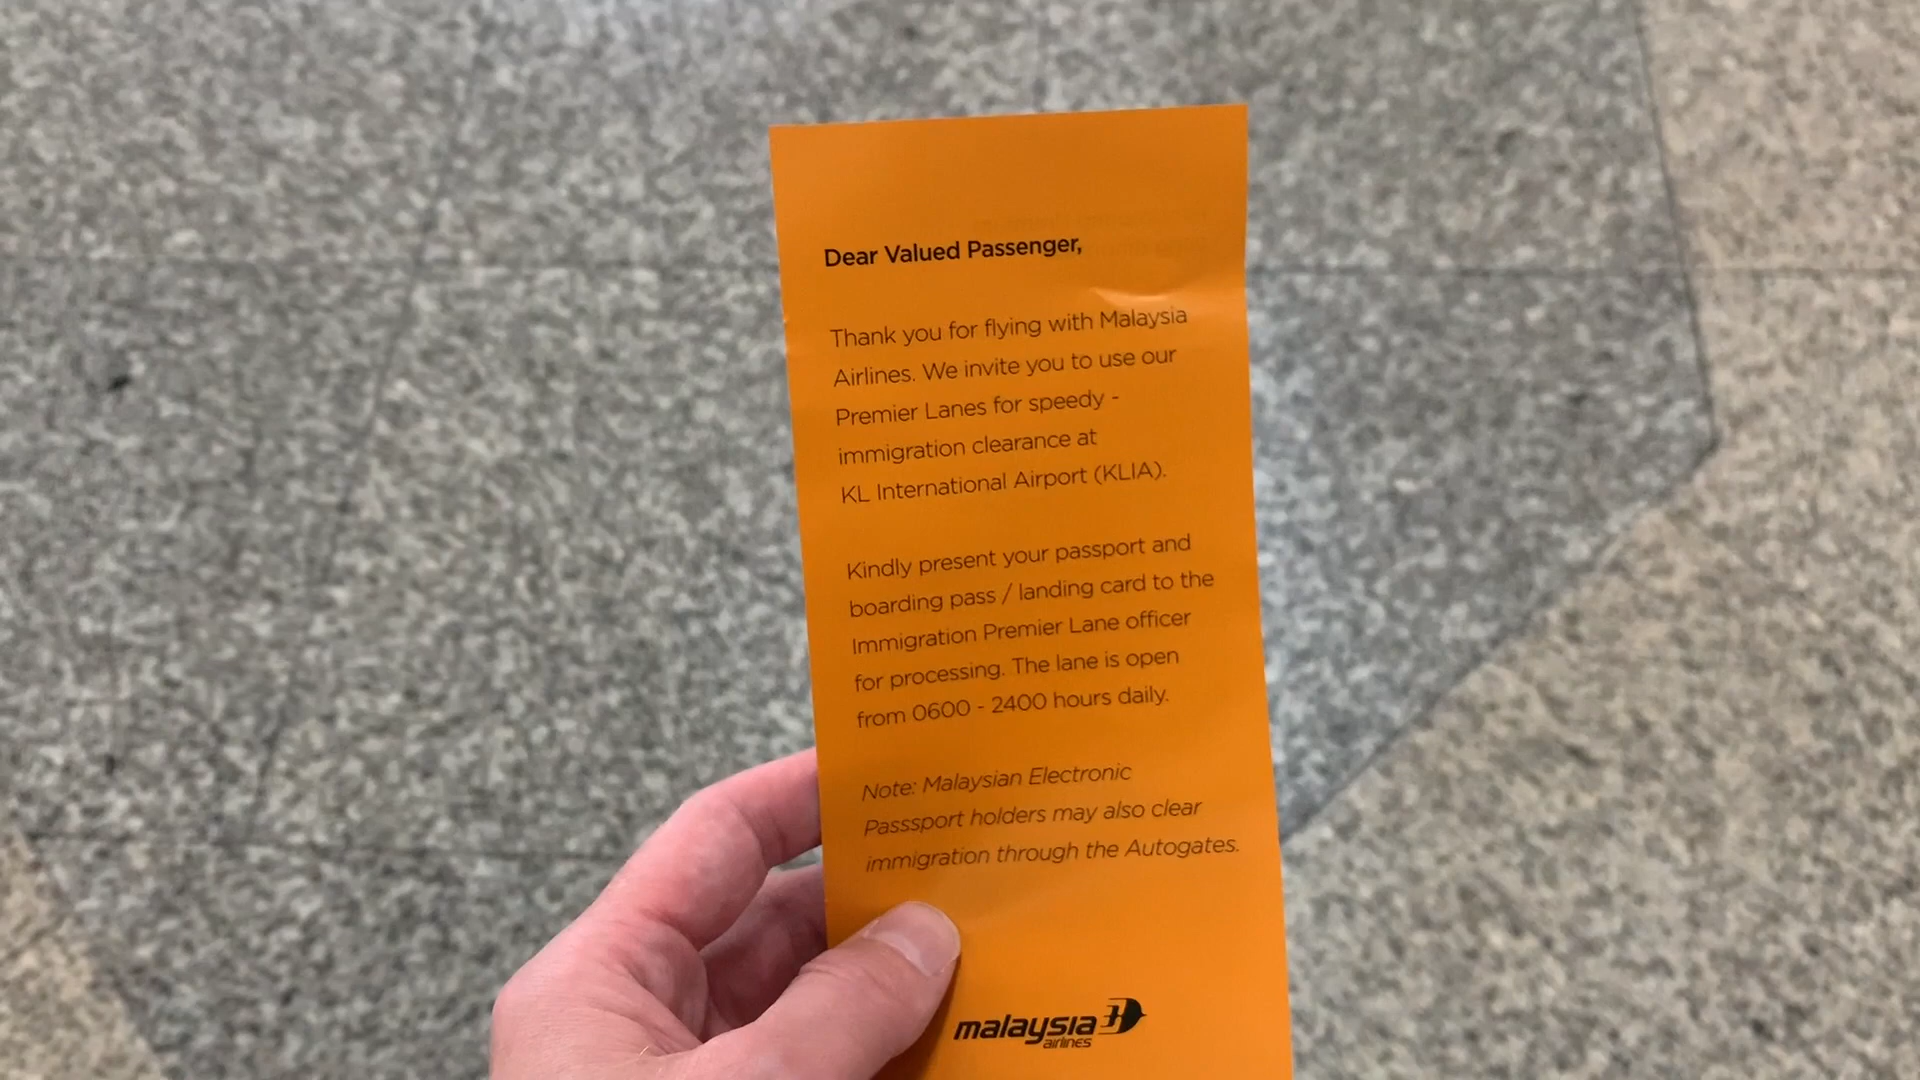 Dear Valued Passenger,
Thank you for flying with Malaysia
Airlines. We invite you to use our
Premier Lanes for speedy -
immigration clearance at
KL International Airport (KLIA).
Kindly present your passport and
boarding pass / landing card to the
Immigration Premier Lane officer
for processing. The lane is open
from 0600 - 2400 hours daily.
Note: Malaysian Electronic
Passsport holders may also clear
immigration through the Autogates.
malaysia
airlines